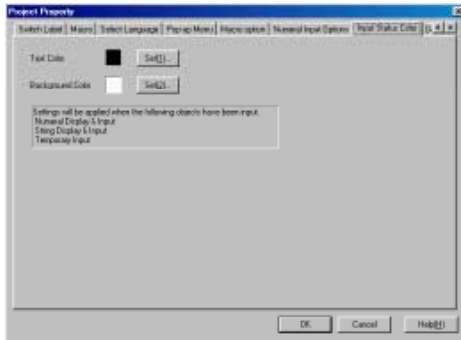 Project Property
Switch Label Macro Select Language Pop-up Menu Macro option Numeral Input Options Input Status Color
Text Color Set(1)...
Background Color Set(2)...
Settings will be applied when the following objects have been input.
Numeral Display & Input
String Display & Input
Temporary Input
OK Cancel Help(H)